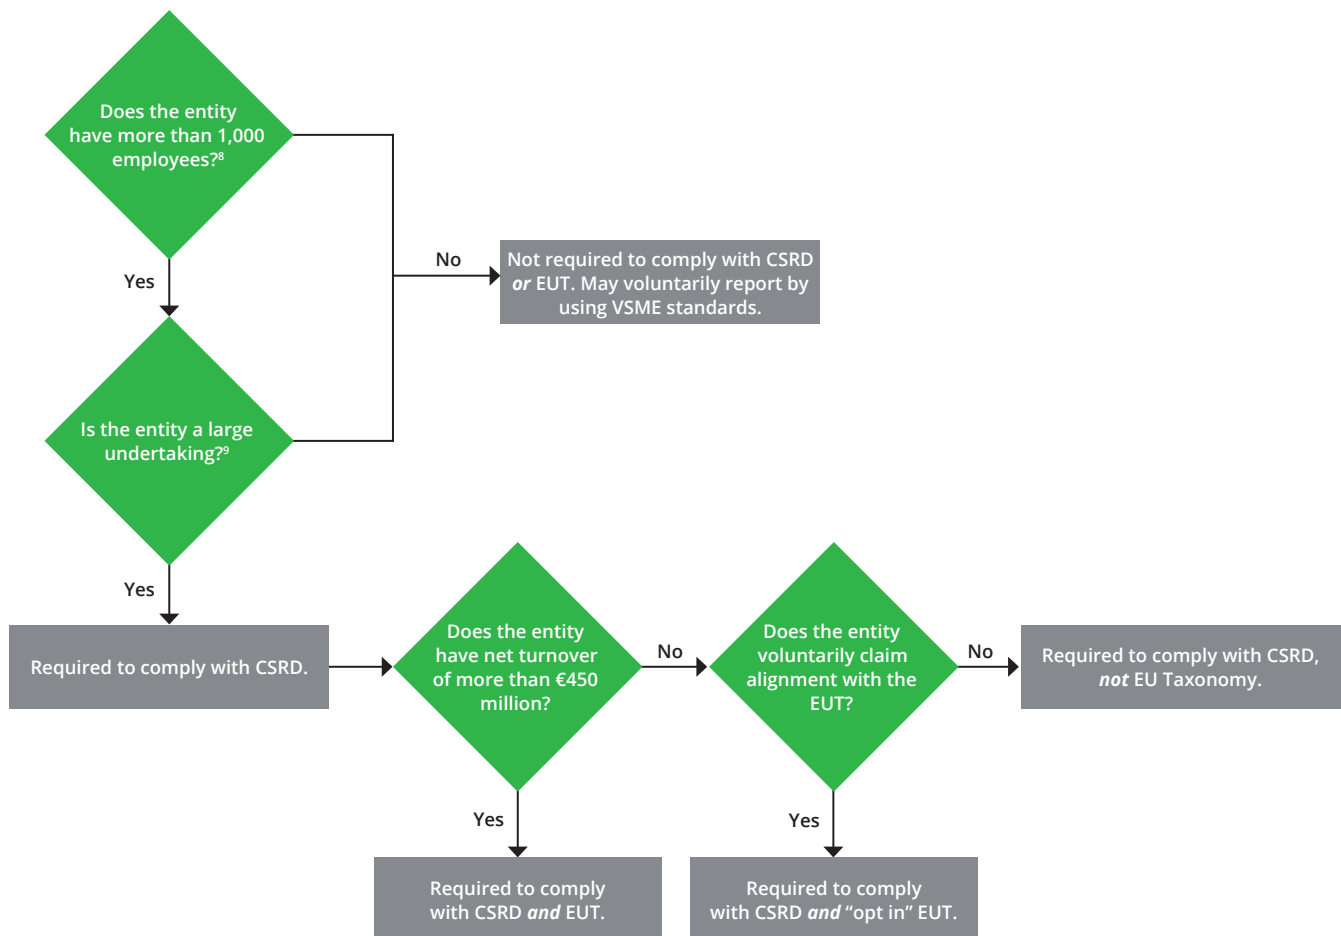 Does the entity
have more than 1,000
employees?⁸
No
Not required to comply with CSRD
or EUT. May voluntarily report by
using VSME standards.
Yes
Is the entity a large
undertaking?⁹
Yes
Required to comply with CSRD.
Does the entity
have net turnover
of more than €450
million?
No
Does the entity
voluntarily claim
alignment with the
EUT?
No
Required to comply with CSRD,
not EU Taxonomy.
Yes
Required to comply
with CSRD and EUT.
Yes
Required to comply
with CSRD and “opt in” EUT.